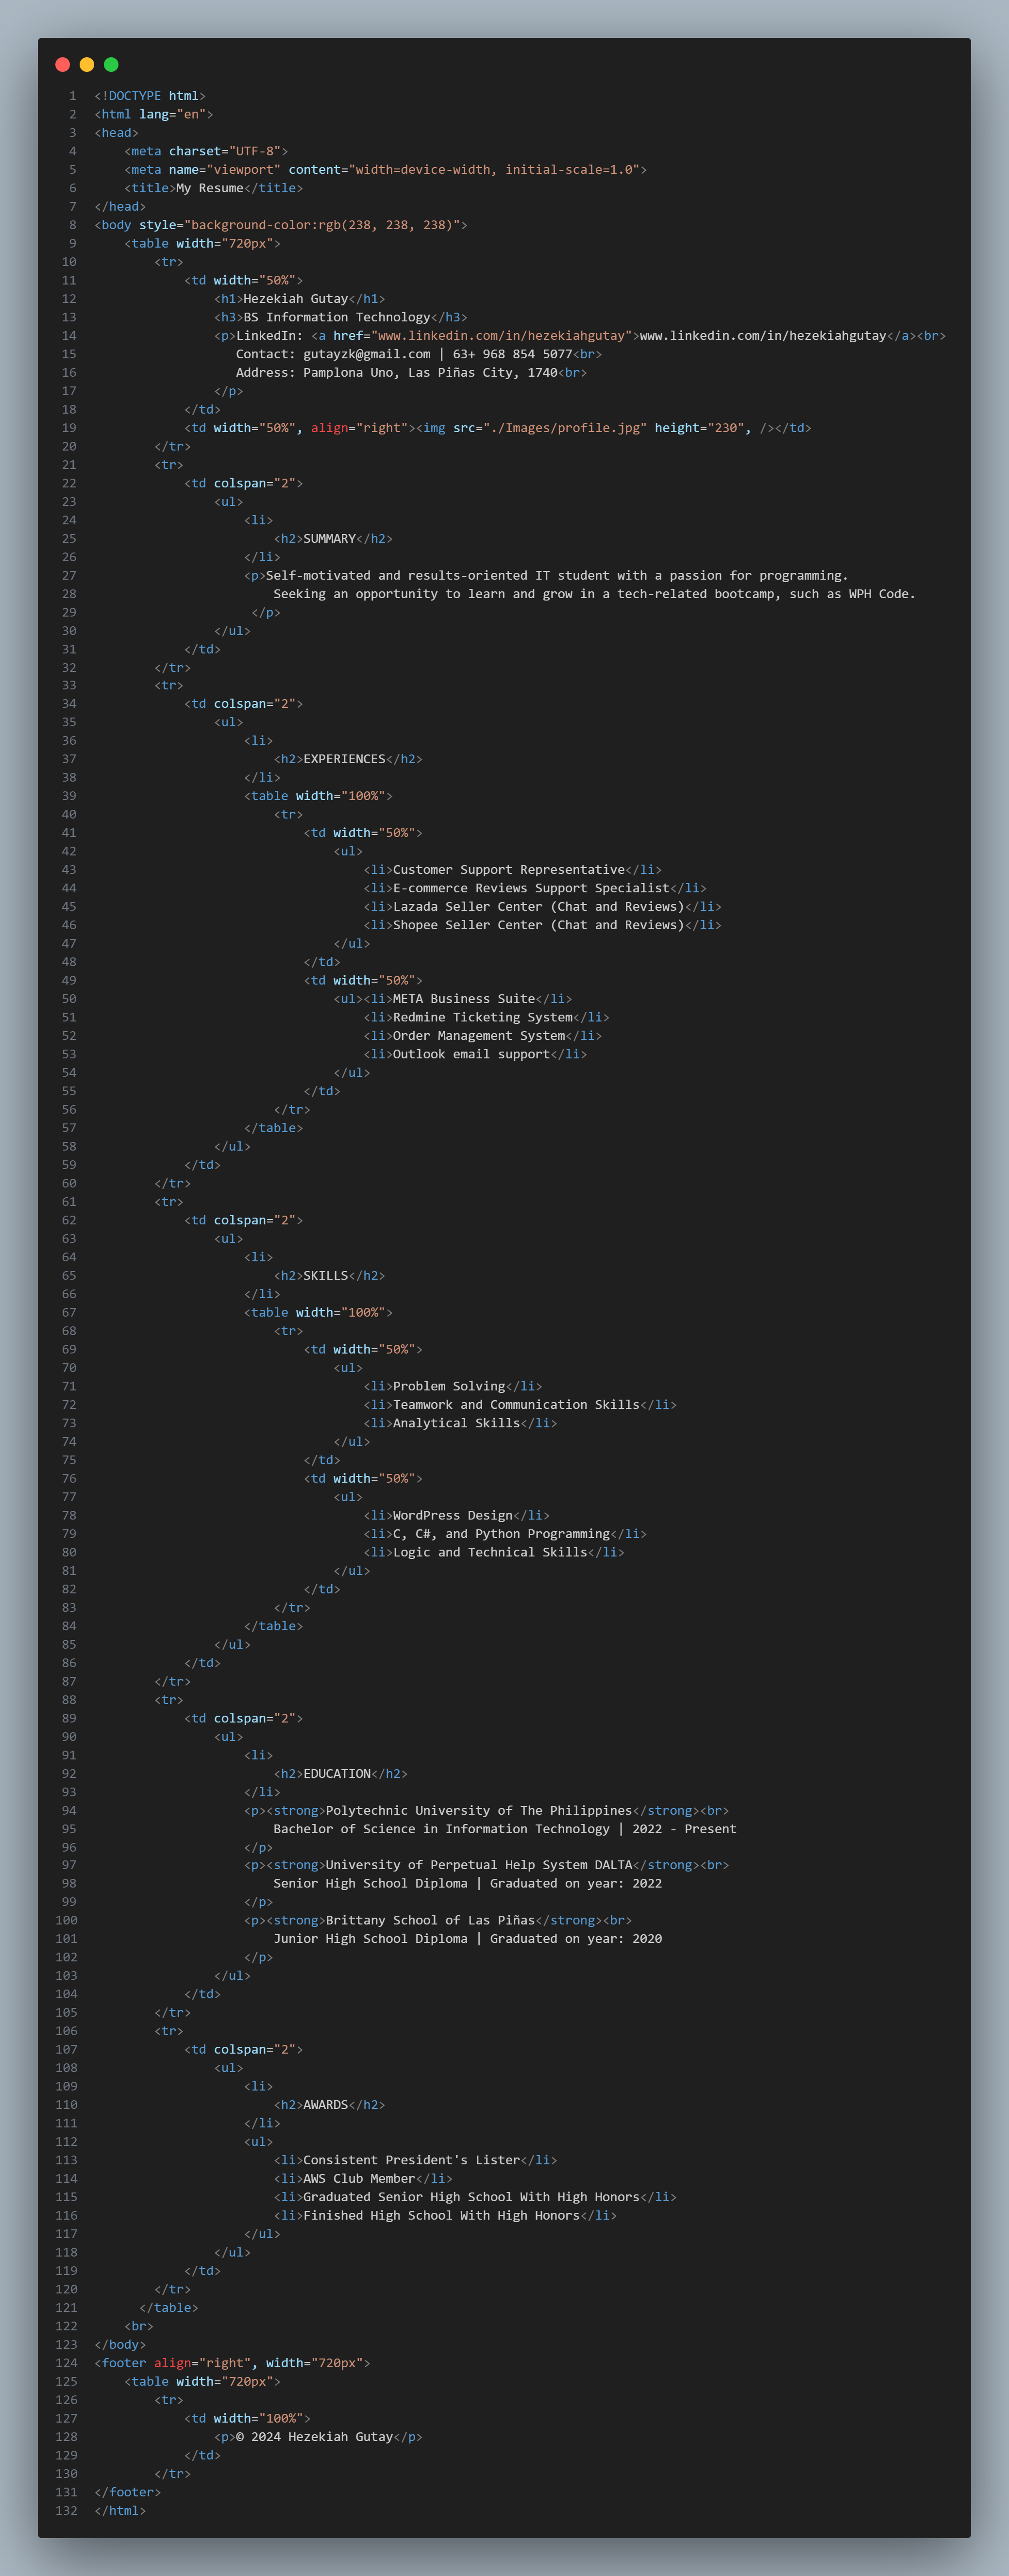 1 <!DOCTYPE html>
2 <html lang="en">
3 <head>
4     <meta charset="UTF-8">
5     <meta name="viewport" content="width=device-width, initial-scale=1.0">
6     <title>My Resume</title>
7 </head>
8 <body style="background-color:rgb(238, 238, 238)">
9     <table width="720px">
10         <tr>
11             <td width="50%">
12                 <h1>Hezekiah Gutay</h1>
13                 <h3>BS Information Technology</h3>
14                 <p>LinkedIn: <a href="www.linkedin.com/in/hezekiahgutay">www.linkedin.com/in/hezekiahgutay</a><br>
15                    Contact: gutayzk@gmail.com | 63+ 968 854 5077<br>
16                    Address: Pamplona Uno, Las Piñas City, 1740<br>
17                 </p>
18             </td>
19             <td width="50%", align="right"><img src="./Images/profile.jpg" height="230", /></td>
20         </tr>
21         <tr>
22             <td colspan="2">
23                 <ul>
24                     <li>
25                         <h2>SUMMARY</h2>
26                     </li>
27                     <p>Self-motivated and results-oriented IT student with a passion for programming.
28                         Seeking an opportunity to learn and grow in a tech-related bootcamp, such as WPH Code.
29                      </p>
30                 </ul>
31             </td>
32         </tr>
33         <tr>
34             <td colspan="2">
35                 <ul>
36                     <li>
37                         <h2>EXPERIENCES</h2>
38                     </li>
39                     <table width="100%">
40                         <tr>
41                             <td width="50%">
42                                 <ul>
43                                     <li>Customer Support Representative</li>
44                                     <li>E-commerce Reviews Support Specialist</li>
45                                     <li>Lazada Seller Center (Chat and Reviews)</li>
46                                     <li>Shopee Seller Center (Chat and Reviews)</li>
47                                 </ul>
48                             </td>
49                             <td width="50%">
50                                 <ul><li>META Business Suite</li>
51                                     <li>Redmine Ticketing System</li>
52                                     <li>Order Management System</li>
53                                     <li>Outlook email support</li>
54                                 </ul>
55                             </td>
56                         </tr>
57                     </table>
58                 </ul>
59             </td>
60         </tr>
61         <tr>
62             <td colspan="2">
63                 <ul>
64                     <li>
65                         <h2>SKILLS</h2>
66                     </li>
67                     <table width="100%">
68                         <tr>
69                             <td width="50%">
70                                 <ul>
71                                     <li>Problem Solving</li>
72                                     <li>Teamwork and Communication Skills</li>
73                                     <li>Analytical Skills</li>
74                                 </ul>
75                             </td>
76                             <td width="50%">
77                                 <ul>
78                                     <li>WordPress Design</li>
79                                     <li>C, C#, and Python Programming</li>
80                                     <li>Logic and Technical Skills</li>
81                                 </ul>
82                             </td>
83                         </tr>
84                     </table>
85                 </ul>
86             </td>
87         </tr>
88         <tr>
89             <td colspan="2">
90                 <ul>
91                     <li>
92                         <h2>EDUCATION</h2>
93                     </li>
94                     <p><strong>Polytechnic University of The Philippines</strong><br>
95                         Bachelor of Science in Information Technology | 2022 - Present
96                     </p>
97                     <p><strong>University of Perpetual Help System DALTA</strong><br>
98                         Senior High School Diploma | Graduated on year: 2022
99                     </p>
100                     <p><strong>Brittany School of Las Piñas</strong><br>
101                         Junior High School Diploma | Graduated on year: 2020
102                     </p>
103                 </ul>
104             </td>
105         </tr>
106         <tr>
107             <td colspan="2">
108                 <ul>
109                     <li>
110                         <h2>AWARDS</h2>
111                     </li>
112                     <ul>
113                         <li>Consistent President's Lister</li>
114                         <li>AWS Club Member</li>
115                         <li>Graduated Senior High School With High Honors</li>
116                         <li>Finished High School With High Honors</li>
117                     </ul>
118                 </ul>
119             </td>
120         </tr>
121       </table>
122     <br>
123 </body>
124 <footer align="right", width="720px">
125     <table width="720px">
126         <tr>
127             <td width="100%">
128                 <p>© 2024 Hezekiah Gutay</p>
129             </td>
130         </tr>
131 </footer>
132 </html>